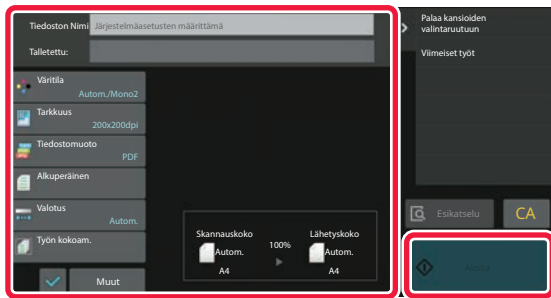 Tiedoston Nimi
Järjestelmäasetusten määrittämä
Talletettu:
Väritila
Autom./Mono2
Tarkkuus
200x200dpi
Tiedostomuoto
PDF
Alkuperäinen
Valotus
Autom.
Työn kokoam.
Muut
Skannauskoko
Autom.
A4
100%
Lähetyskoko
Autom.
A4
Palaa kansioiden
valintaruutuun
Viimeiset työt
Esikatselu
CA
Aloita